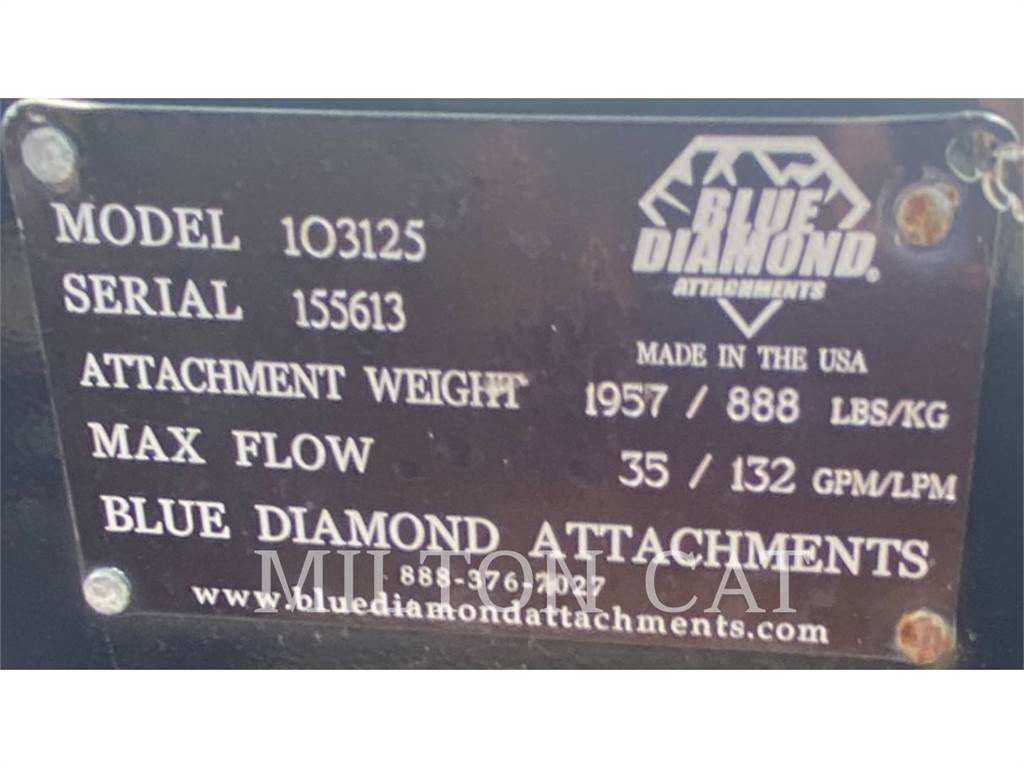 MODEL 103125
SERIAL 155613
BLUE
DIAMOND®
ATTACHMENTS
MADE IN THE USA
ATTACHMENT WEIGHT 1957 / 888 LBS/KG
MAX FLOW 35 / 132 GPM/LPM
BLUE DIAMOND ATTACHMENTS
MILTON CAT
888-376-7027
www.bluediamondattachments.com